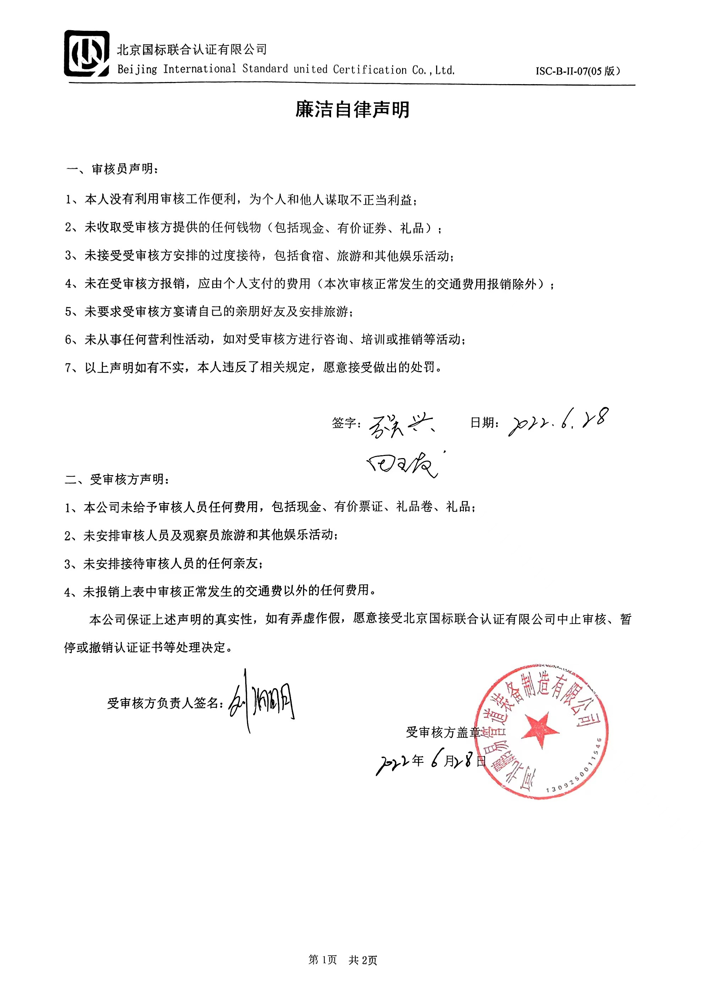 北京国标联合认证有限公司
Beijing International Standard united Certification Co.,Ltd.
ISC-B-II-07(05版)
廉洁自律声明
一、审核员声明:
1、本人没有利用审核工作便利，为个人和他人谋取不正当利益;
2、未收取受审核方提供的任何钱物（包括现金、有价证券、礼品）;
3、未接受受审核方安排的过度接待，包括食宿、旅游和其他娱乐活动;
4、未在受审核方报销，应由个人支付的费用（本次审核正常发生的交通费用报销除外）;
5、未要求受审核方宴请自己的亲朋好友及安排旅游;
6、未从事任何营利性活动，如对受审核方进行咨询、培训或推销等活动;
7、以上声明如有不实，本人违反了相关规定，愿意接受做出的处罚。
签字: 日期: 2022.6.28
二、受审核方声明:
1、本公司未给予审核人员任何费用，包括现金、有价票证、礼品卷、礼品;
2、未安排审核人员及观察员旅游和其他娱乐活动;
3、未安排接待审核人员的任何亲友;
4、未报销上表中审核正常发生的交通费以外的任何费用。
本公司保证上述声明的真实性，如有弄虚作假，愿意接受北京国标联合认证有限公司中止审核、暂
停或撤销认证证书等处理决定。
受审核方负责人签名:
受审核方盖章
2022年6月28日
管道装备制造有限公司
1309250011546
第1页 共2页